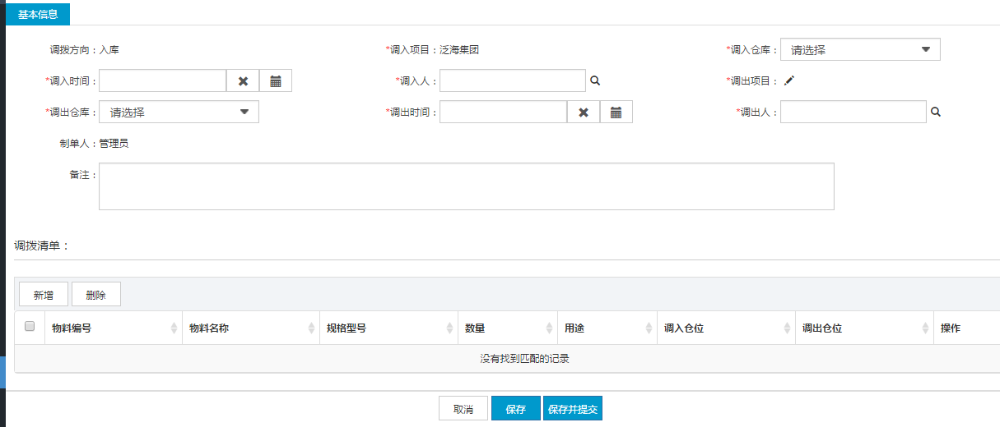 基本信息
调拨方向：入库 *调入项目：泛海集团 *调入仓库：请选择
*调入时间： *调入人： *调出项目：
*调出仓库：请选择 *调出时间： *调出人：
制单人：管理员
备注：
调拨清单：
新增 删除
物料编号 物料名称 规格型号 数量 用途 调入仓位 调出仓位 操作
没有找到匹配的记录
取消 保存 保存并提交